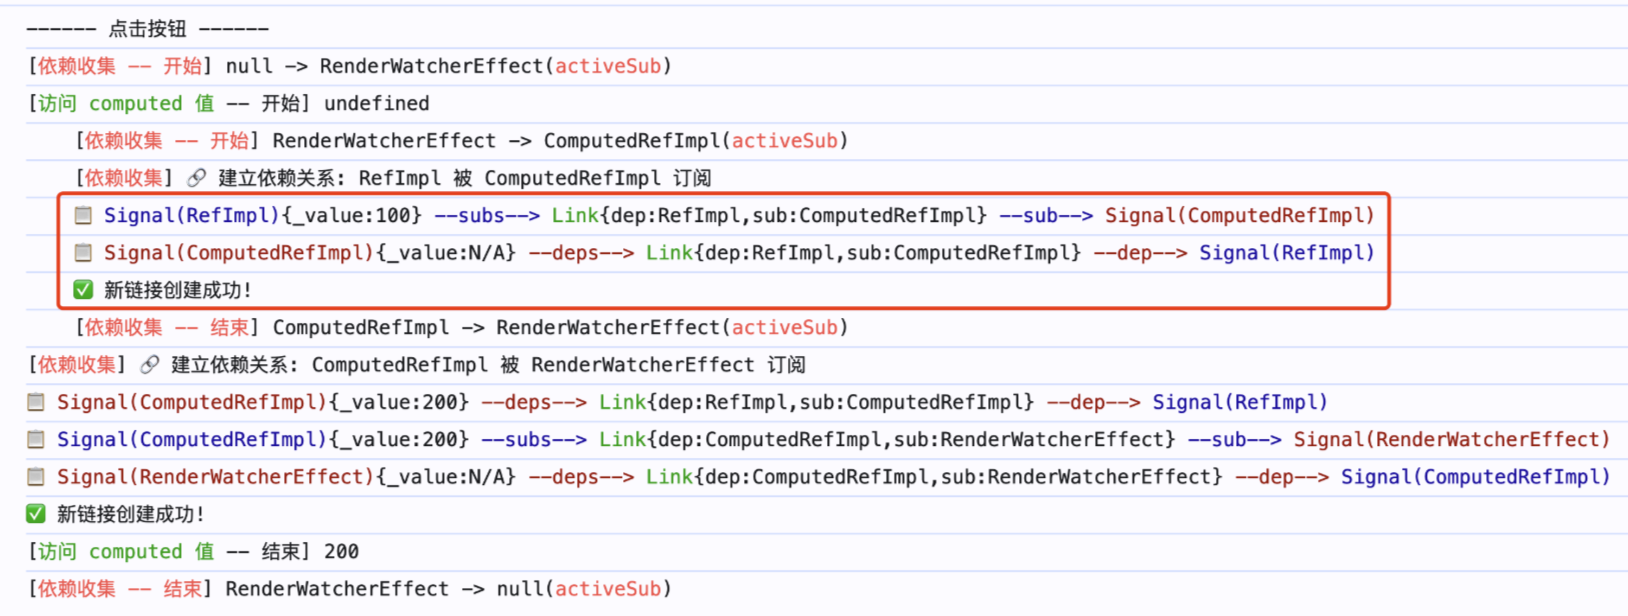 ------ 点击按钮 ------
[依赖收集 -- 开始] null -> RenderWatcherEffect(activeSub)
[访问 computed 值 -- 开始] undefined
[依赖收集 -- 开始] RenderWatcherEffect -> ComputedRefImpl(activeSub)
[依赖收集] 🔗 建立依赖关系: RefImpl 被 ComputedRefImpl 订阅
📋 Signal(RefImpl){_value:100} --subs--> Link{dep:RefImpl,sub:ComputedRefImpl} --sub--> Signal(ComputedRefImpl)
📋 Signal(ComputedRefImpl){_value:N/A} --deps--> Link{dep:RefImpl,sub:ComputedRefImpl} --dep--> Signal(RefImpl)
✅ 新链接创建成功!
[依赖收集 -- 结束] ComputedRefImpl -> RenderWatcherEffect(activeSub)
[依赖收集] 🔗 建立依赖关系: ComputedRefImpl 被 RenderWatcherEffect 订阅
📋 Signal(ComputedRefImpl){_value:200} --deps--> Link{dep:RefImpl,sub:ComputedRefImpl} --dep--> Signal(RefImpl)
📋 Signal(ComputedRefImpl){_value:200} --subs--> Link{dep:ComputedRefImpl,sub:RenderWatcherEffect} --sub--> Signal(RenderWatcherEffect)
📋 Signal(RenderWatcherEffect){_value:N/A} --deps--> Link{dep:ComputedRefImpl,sub:RenderWatcherEffect} --dep--> Signal(ComputedRefImpl)
✅ 新链接创建成功!
[访问 computed 值 -- 结束] 200
[依赖收集 -- 结束] RenderWatcherEffect -> null(activeSub)